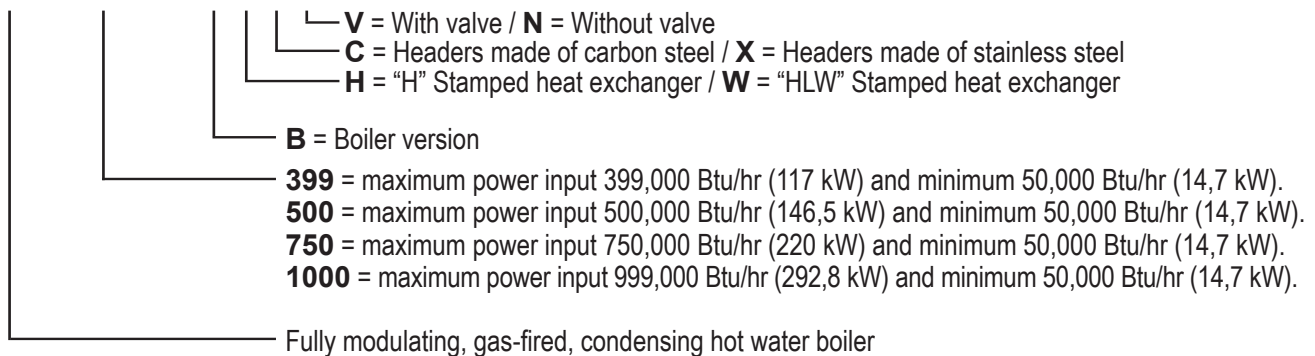 V = With valve / N = Without valve
C = Headers made of carbon steel / X = Headers made of stainless steel
H = “H” Stamped heat exchanger / W = “HLW” Stamped heat exchanger
B = Boiler version
399 = maximum power input 399,000 Btu/hr (117 kW) and minimum 50,000 Btu/hr (14,7 kW).
500 = maximum power input 500,000 Btu/hr (146,5 kW) and minimum 50,000 Btu/hr (14,7 kW).
750 = maximum power input 750,000 Btu/hr (220 kW) and minimum 50,000 Btu/hr (14,7 kW).
1000 = maximum power input 999,000 Btu/hr (292,8 kW) and minimum 50,000 Btu/hr (14,7 kW).
Fully modulating, gas-fired, condensing hot water boiler